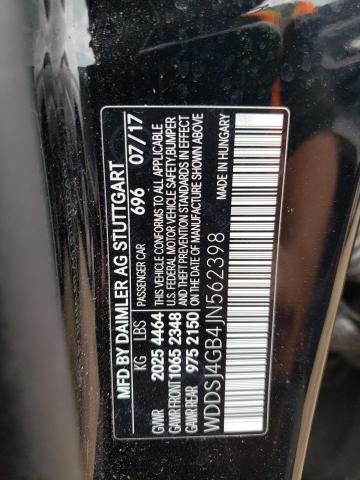 MFD BY DAIMLER AG STUTTGART
KG LBS PASSENGER CAR 696 07/17
GVWR 2025 4464 THIS VEHICLE CONFORMS TO ALL APPLICABLE
GAWR FRONT 1065 2348 U.S. FEDERAL MOTOR VEHICLE SAFETY, BUMPER
GAWR REAR 975 2150 AND THEFT PREVENTION STANDARDS IN EFFECT
ON THE DATE OF MANUFACTURE SHOWN ABOVE
WDDSJ4GB4JN562398 MADE IN HUNGARY